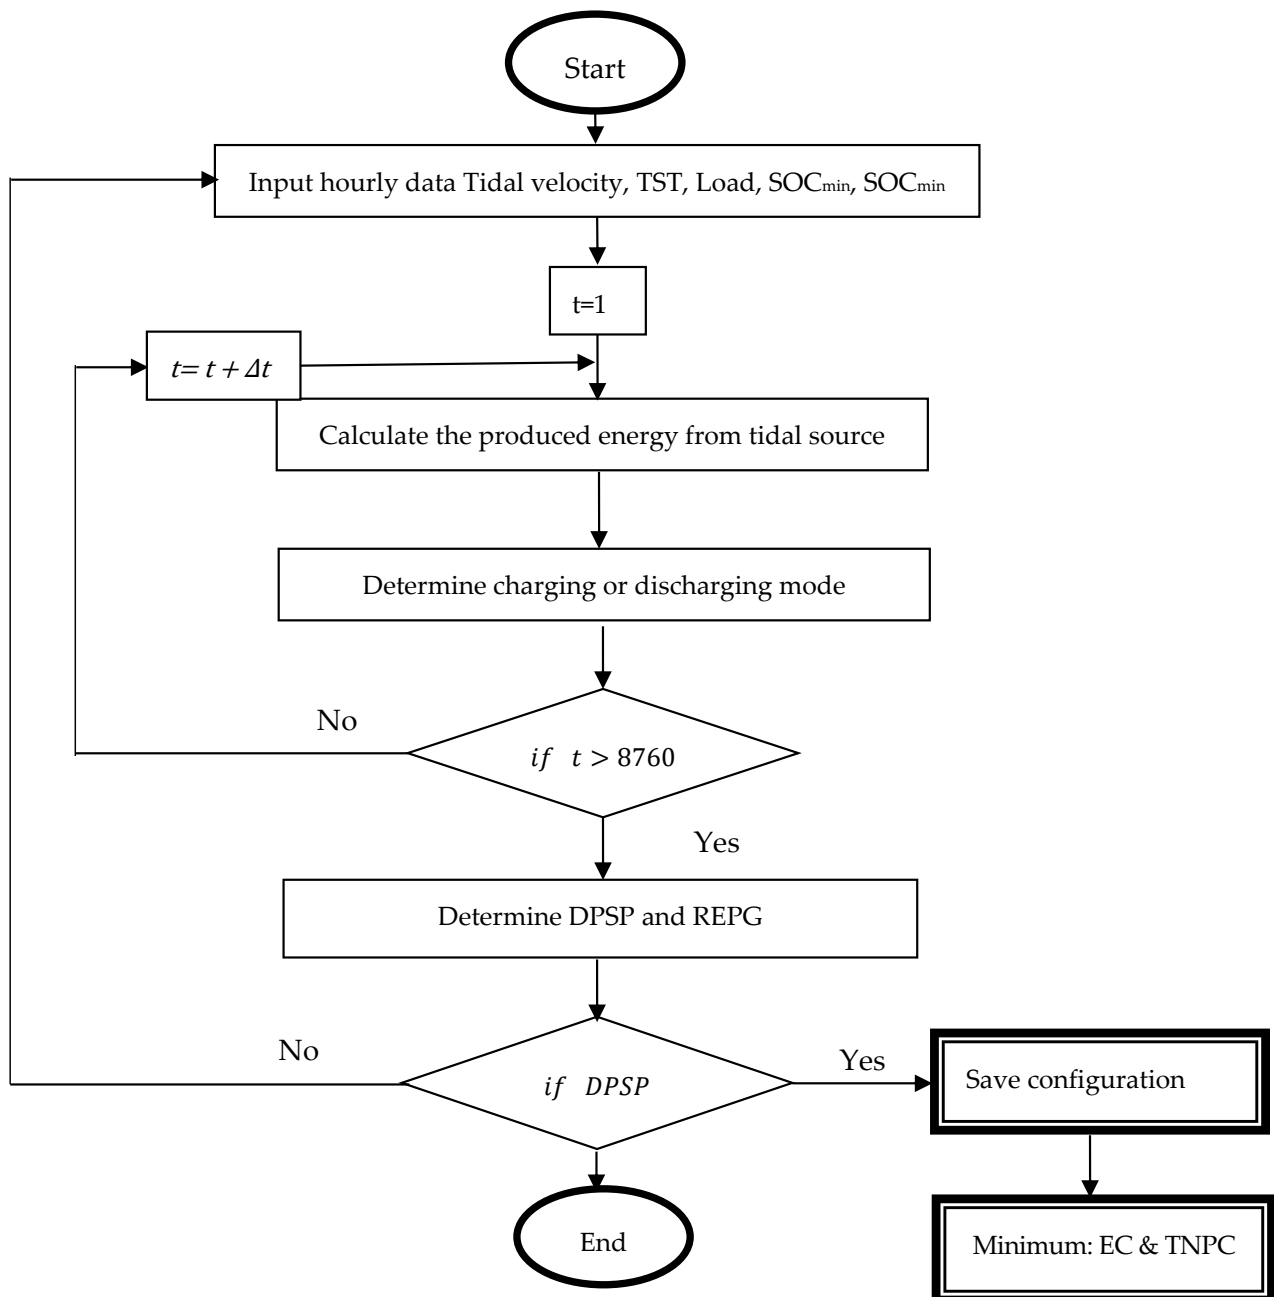 Start
Input hourly data Tidal velocity, TST, Load, SOCmin, SOCmin
t=1
t= t + Δt
Calculate the produced energy from tidal source
Determine charging or discharging mode
No
if t > 8760
Yes
Determine DPSP and REPG
No
Yes
if DPSP
Save configuration
End
Minimum: EC & TNPC